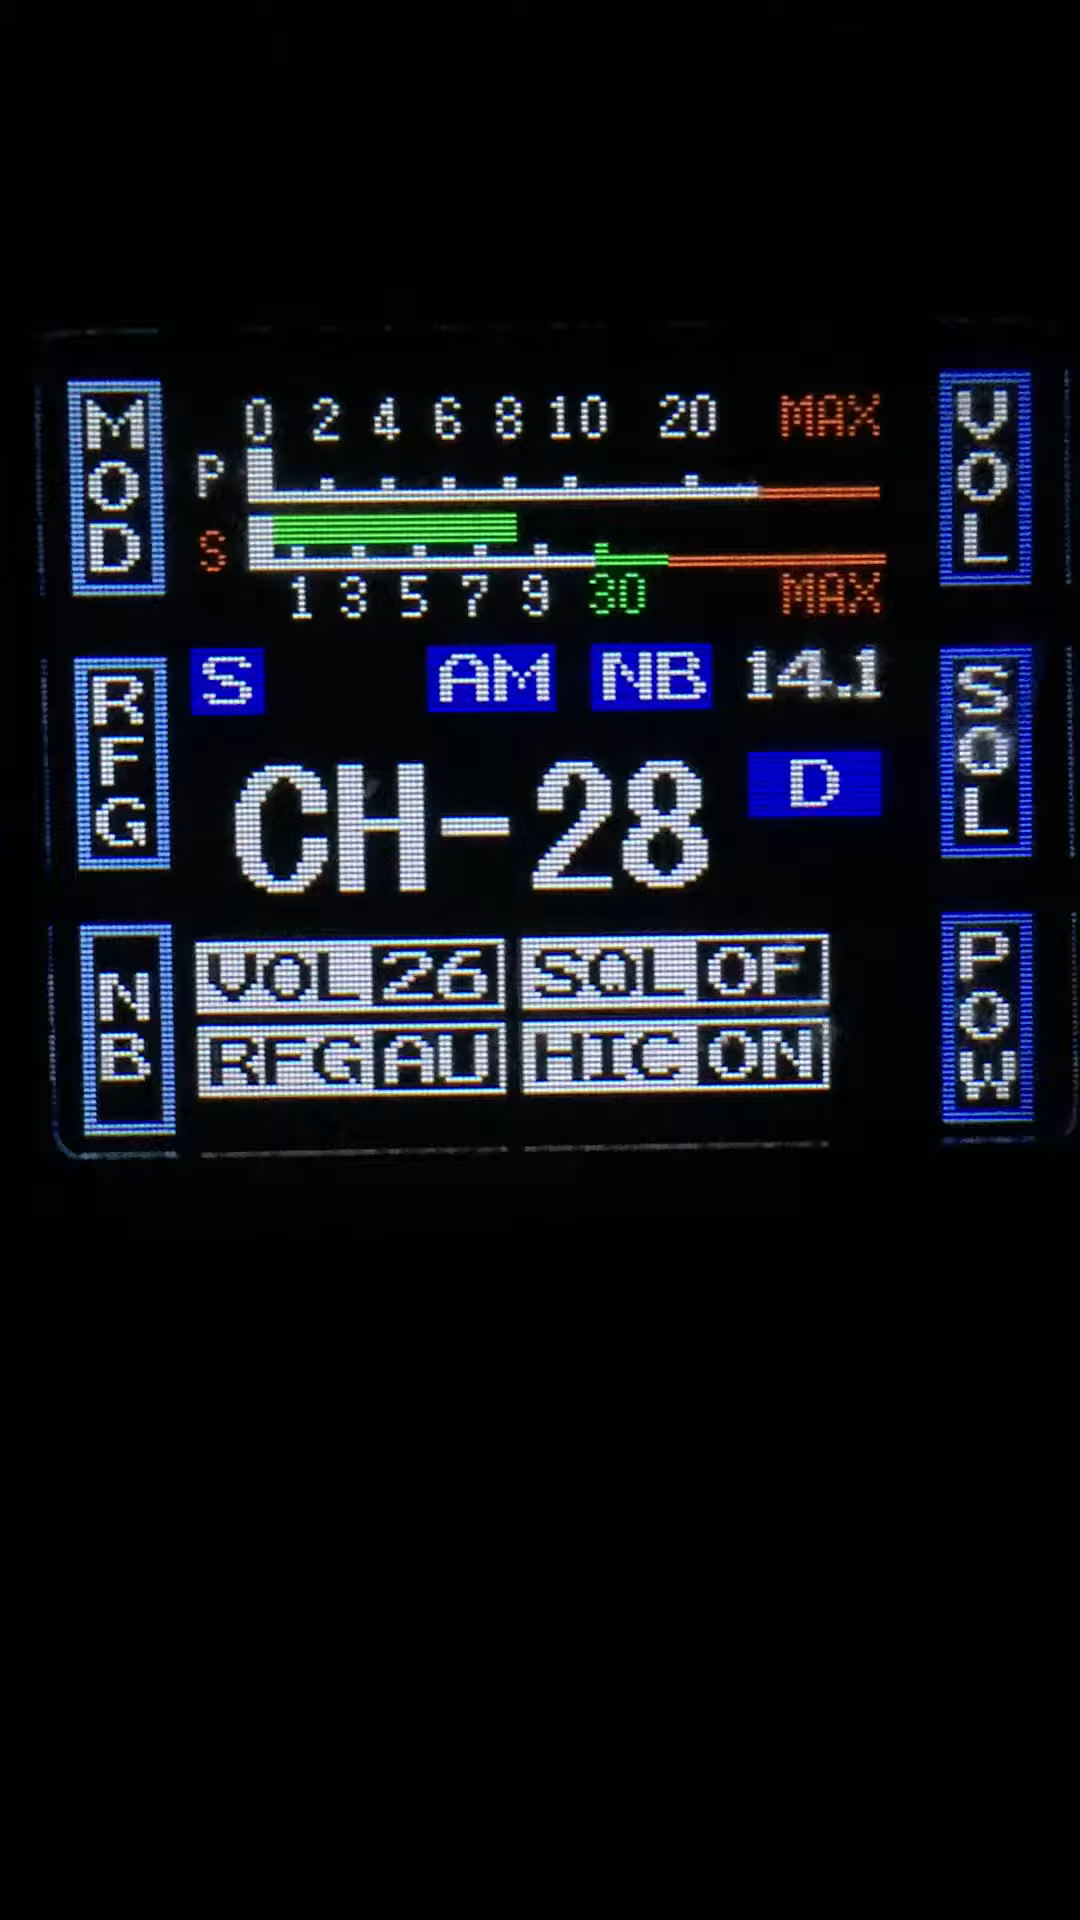 MOD
0 2 4 6 8 10 20 MAX
P
S
1 3 5 7 9 30 MAX
VOL
RFG
S AM NB 14.1
CH-28 D
SQL
NB
VOL 26 SQL OF
RFG AU HIC ON
POW